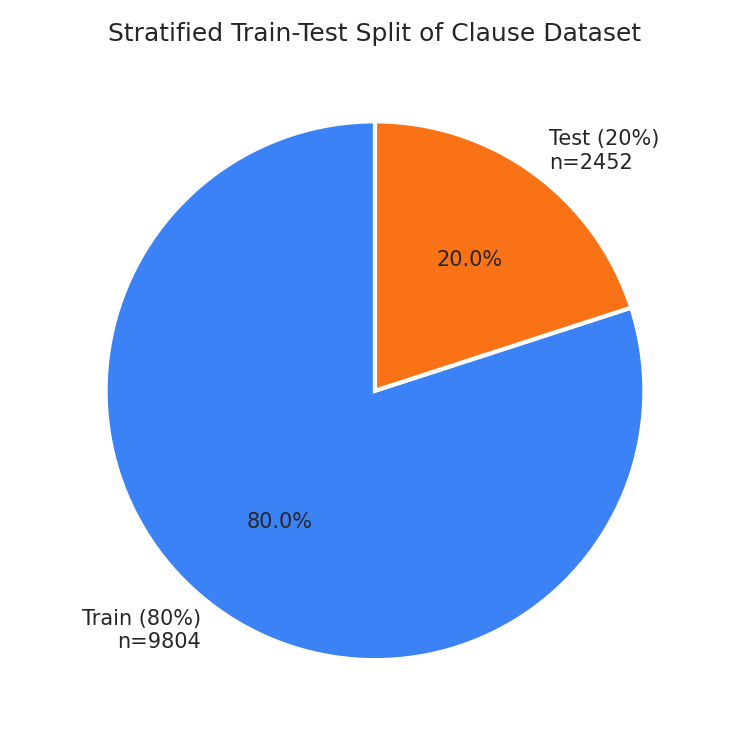 Stratified Train-Test Split of Clause Dataset
Test (20%)
n=2452
20.0%
80.0%
Train (80%)
n=9804